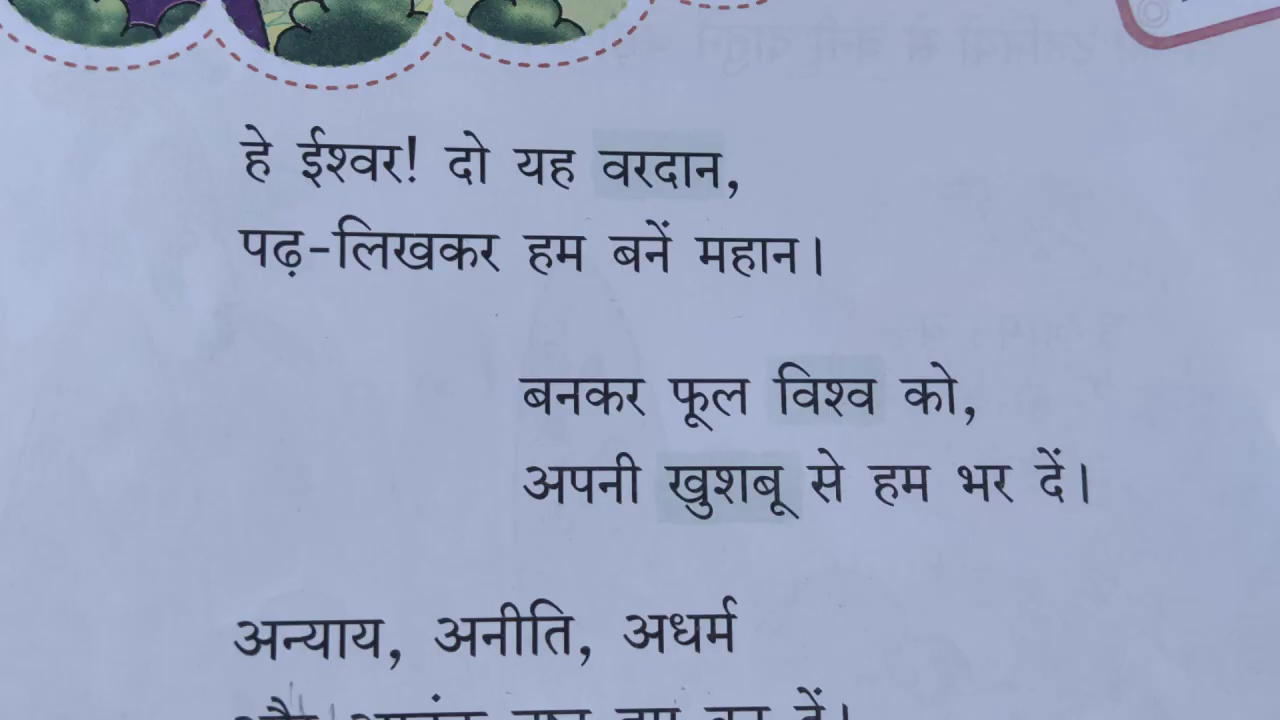 हे ईश्वर! दो यह वरदान,
पढ़-लिखकर हम बनें महान।
बनकर फूल विश्व को,
अपनी खुशबू से हम भर दें।
अन्याय, अनीति, अधर्म